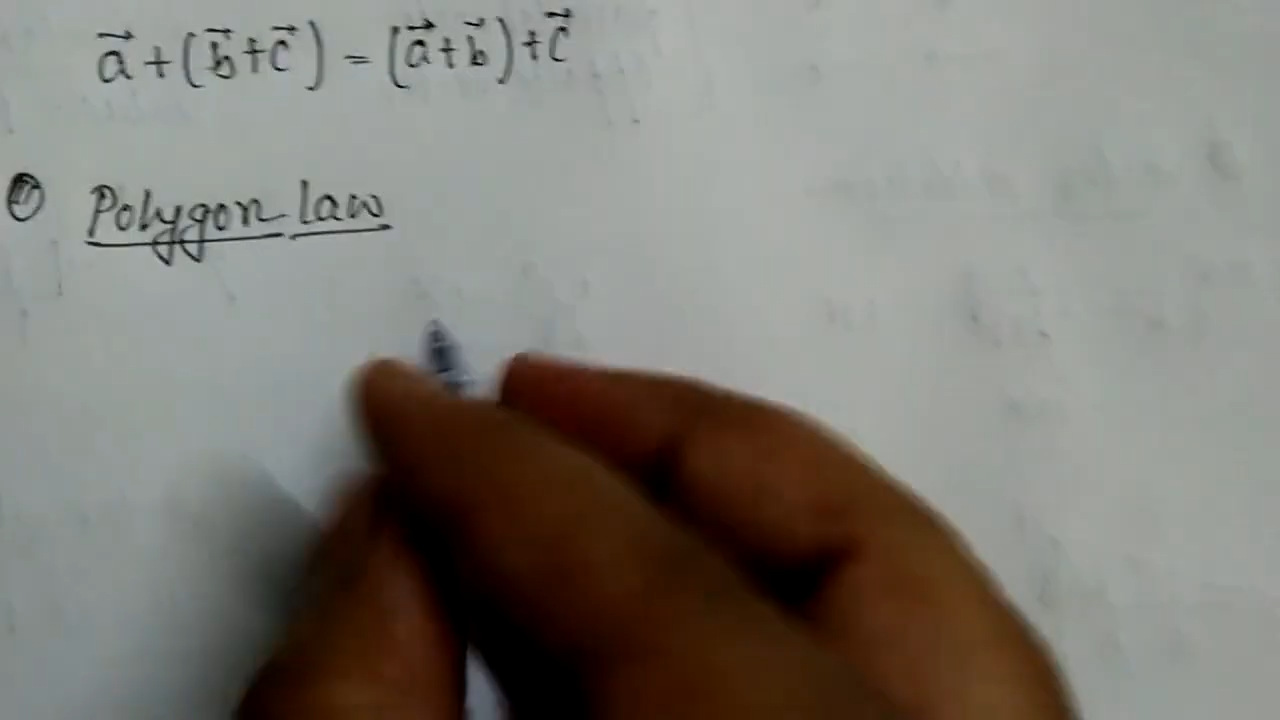 a⃗ + (b⃗ + c⃗) = (a⃗ + b⃗) + c⃗
Polygon law